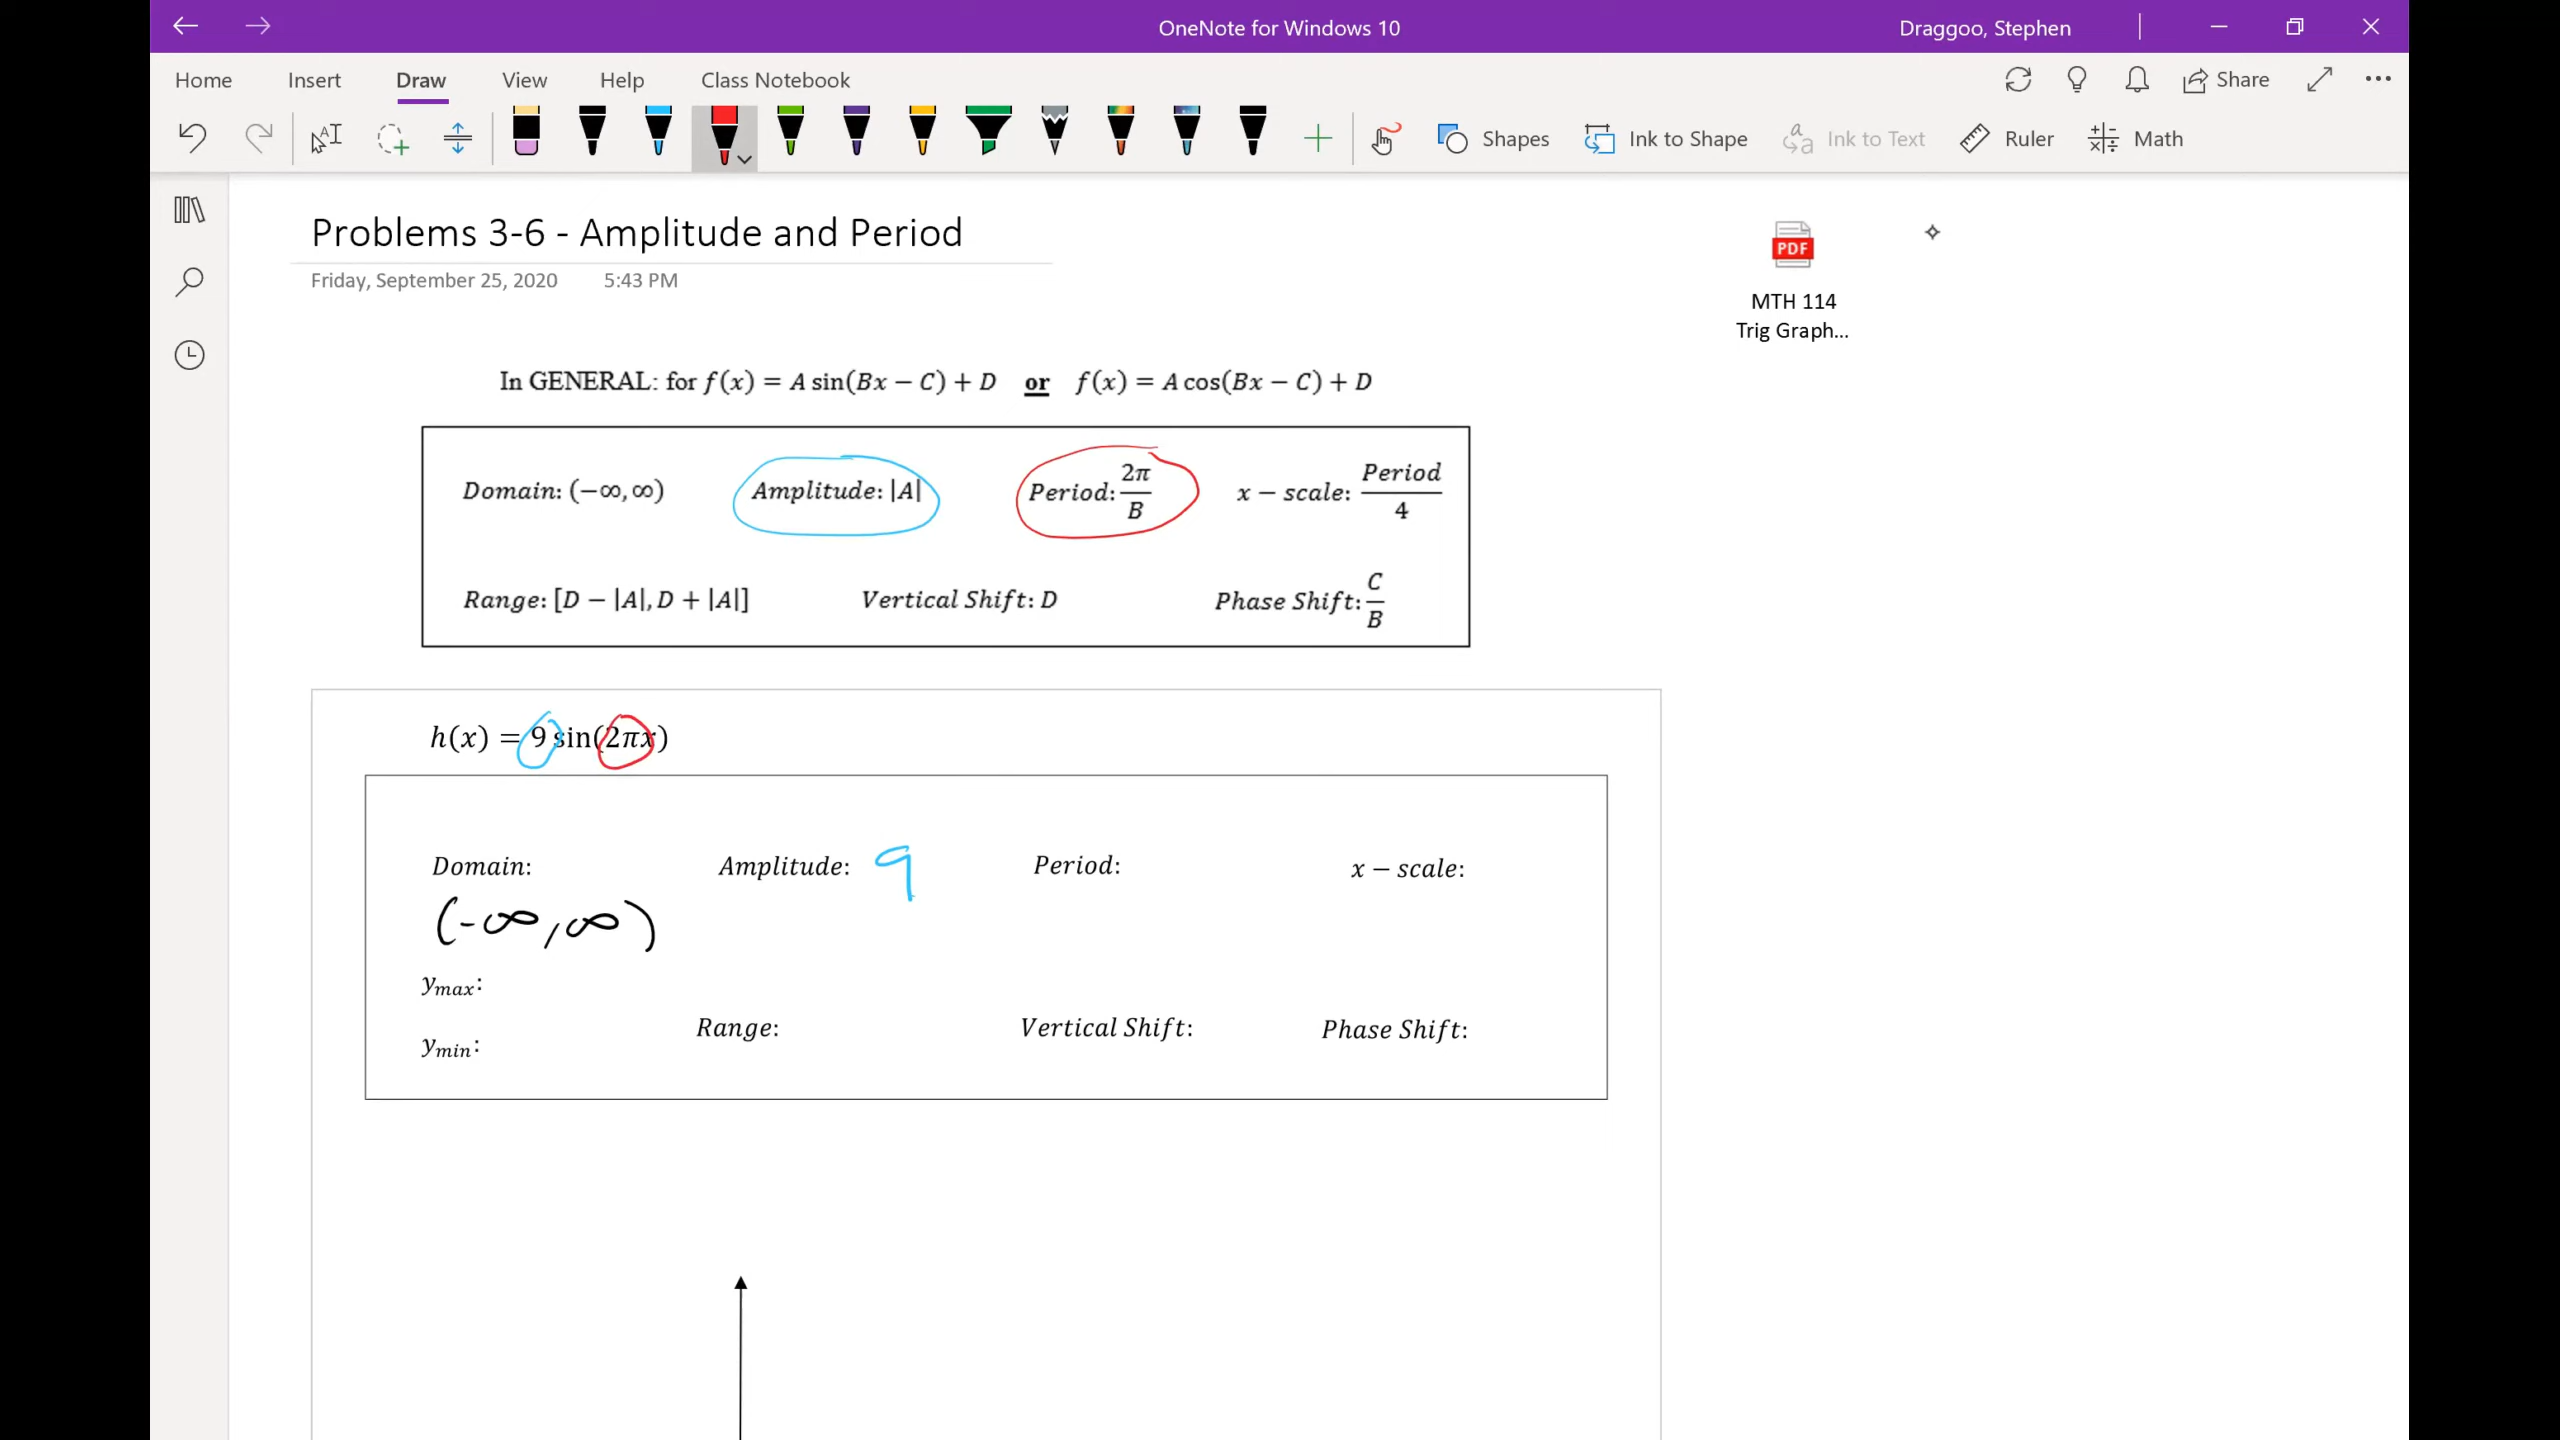 OneNote for Windows 10
Draggoo, Stephen
Home Insert Draw View Help Class Notebook
Share
Shapes Ink to Shape Ink to Text Ruler Math
Problems 3-6 - Amplitude and Period
Friday, September 25, 2020 5:43 PM
PDF
MTH 114
Trig Graph...
In GENERAL: for f(x) = A sin(Bx − C) + D or f(x) = A cos(Bx − C) + D
Domain: (−∞, ∞) Amplitude: |A| Period: 2π/B x − scale: Period/4
Range: [D − |A|, D + |A|] Vertical Shift: D Phase Shift: C/B
h(x) = 9 sin(2πx)
Domain: Amplitude: 9 Period: x − scale:
(-∞, ∞)
y_max:
Range: Vertical Shift: Phase Shift:
y_min: